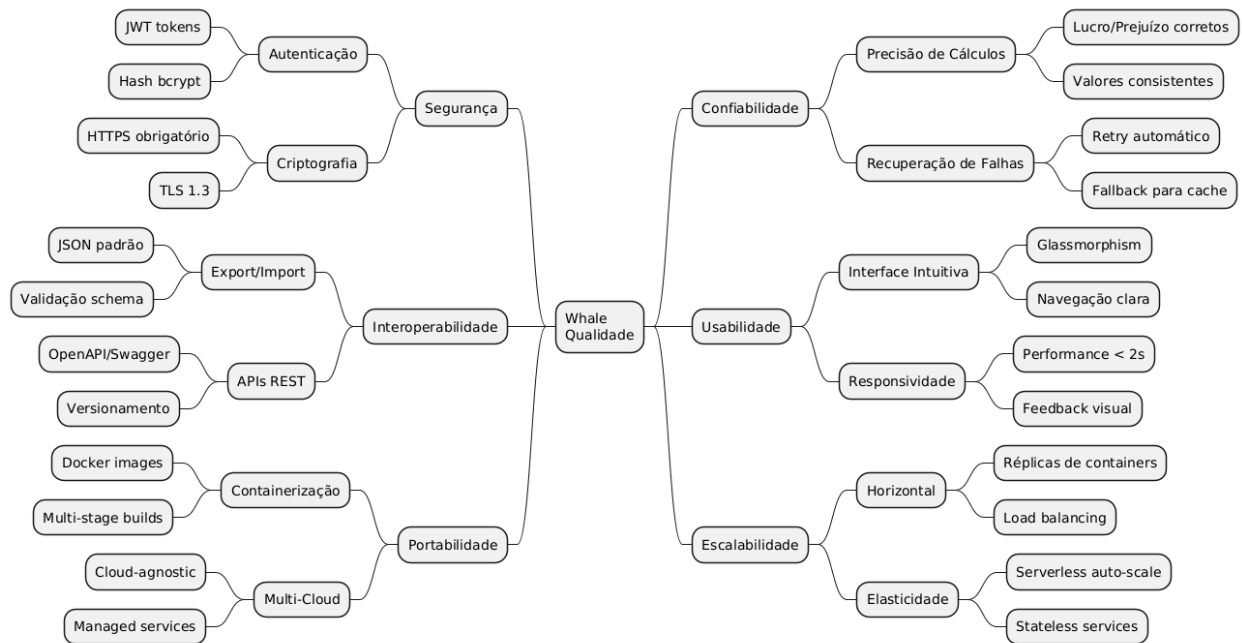 JWT tokens
Hash bcrypt
Autenticação
HTTPS obrigatório
TLS 1.3
Criptografia
Segurança
JSON padrão
Validação schema
Export/Import
OpenAPI/Swagger
Versionamento
APIs REST
Interoperabilidade
Docker images
Multi-stage builds
Containerização
Cloud-agnostic
Managed services
Multi-Cloud
Portabilidade
Whale
Qualidade
Confiabilidade
Precisão de Cálculos
Lucro/Prejuízo corretos
Valores consistentes
Recuperação de Falhas
Retry automático
Fallback para cache
Usabilidade
Interface Intuitiva
Glassmorphism
Navegação clara
Responsividade
Performance < 2s
Feedback visual
Escalabilidade
Horizontal
Réplicas de containers
Load balancing
Elasticidade
Serverless auto-scale
Stateless services